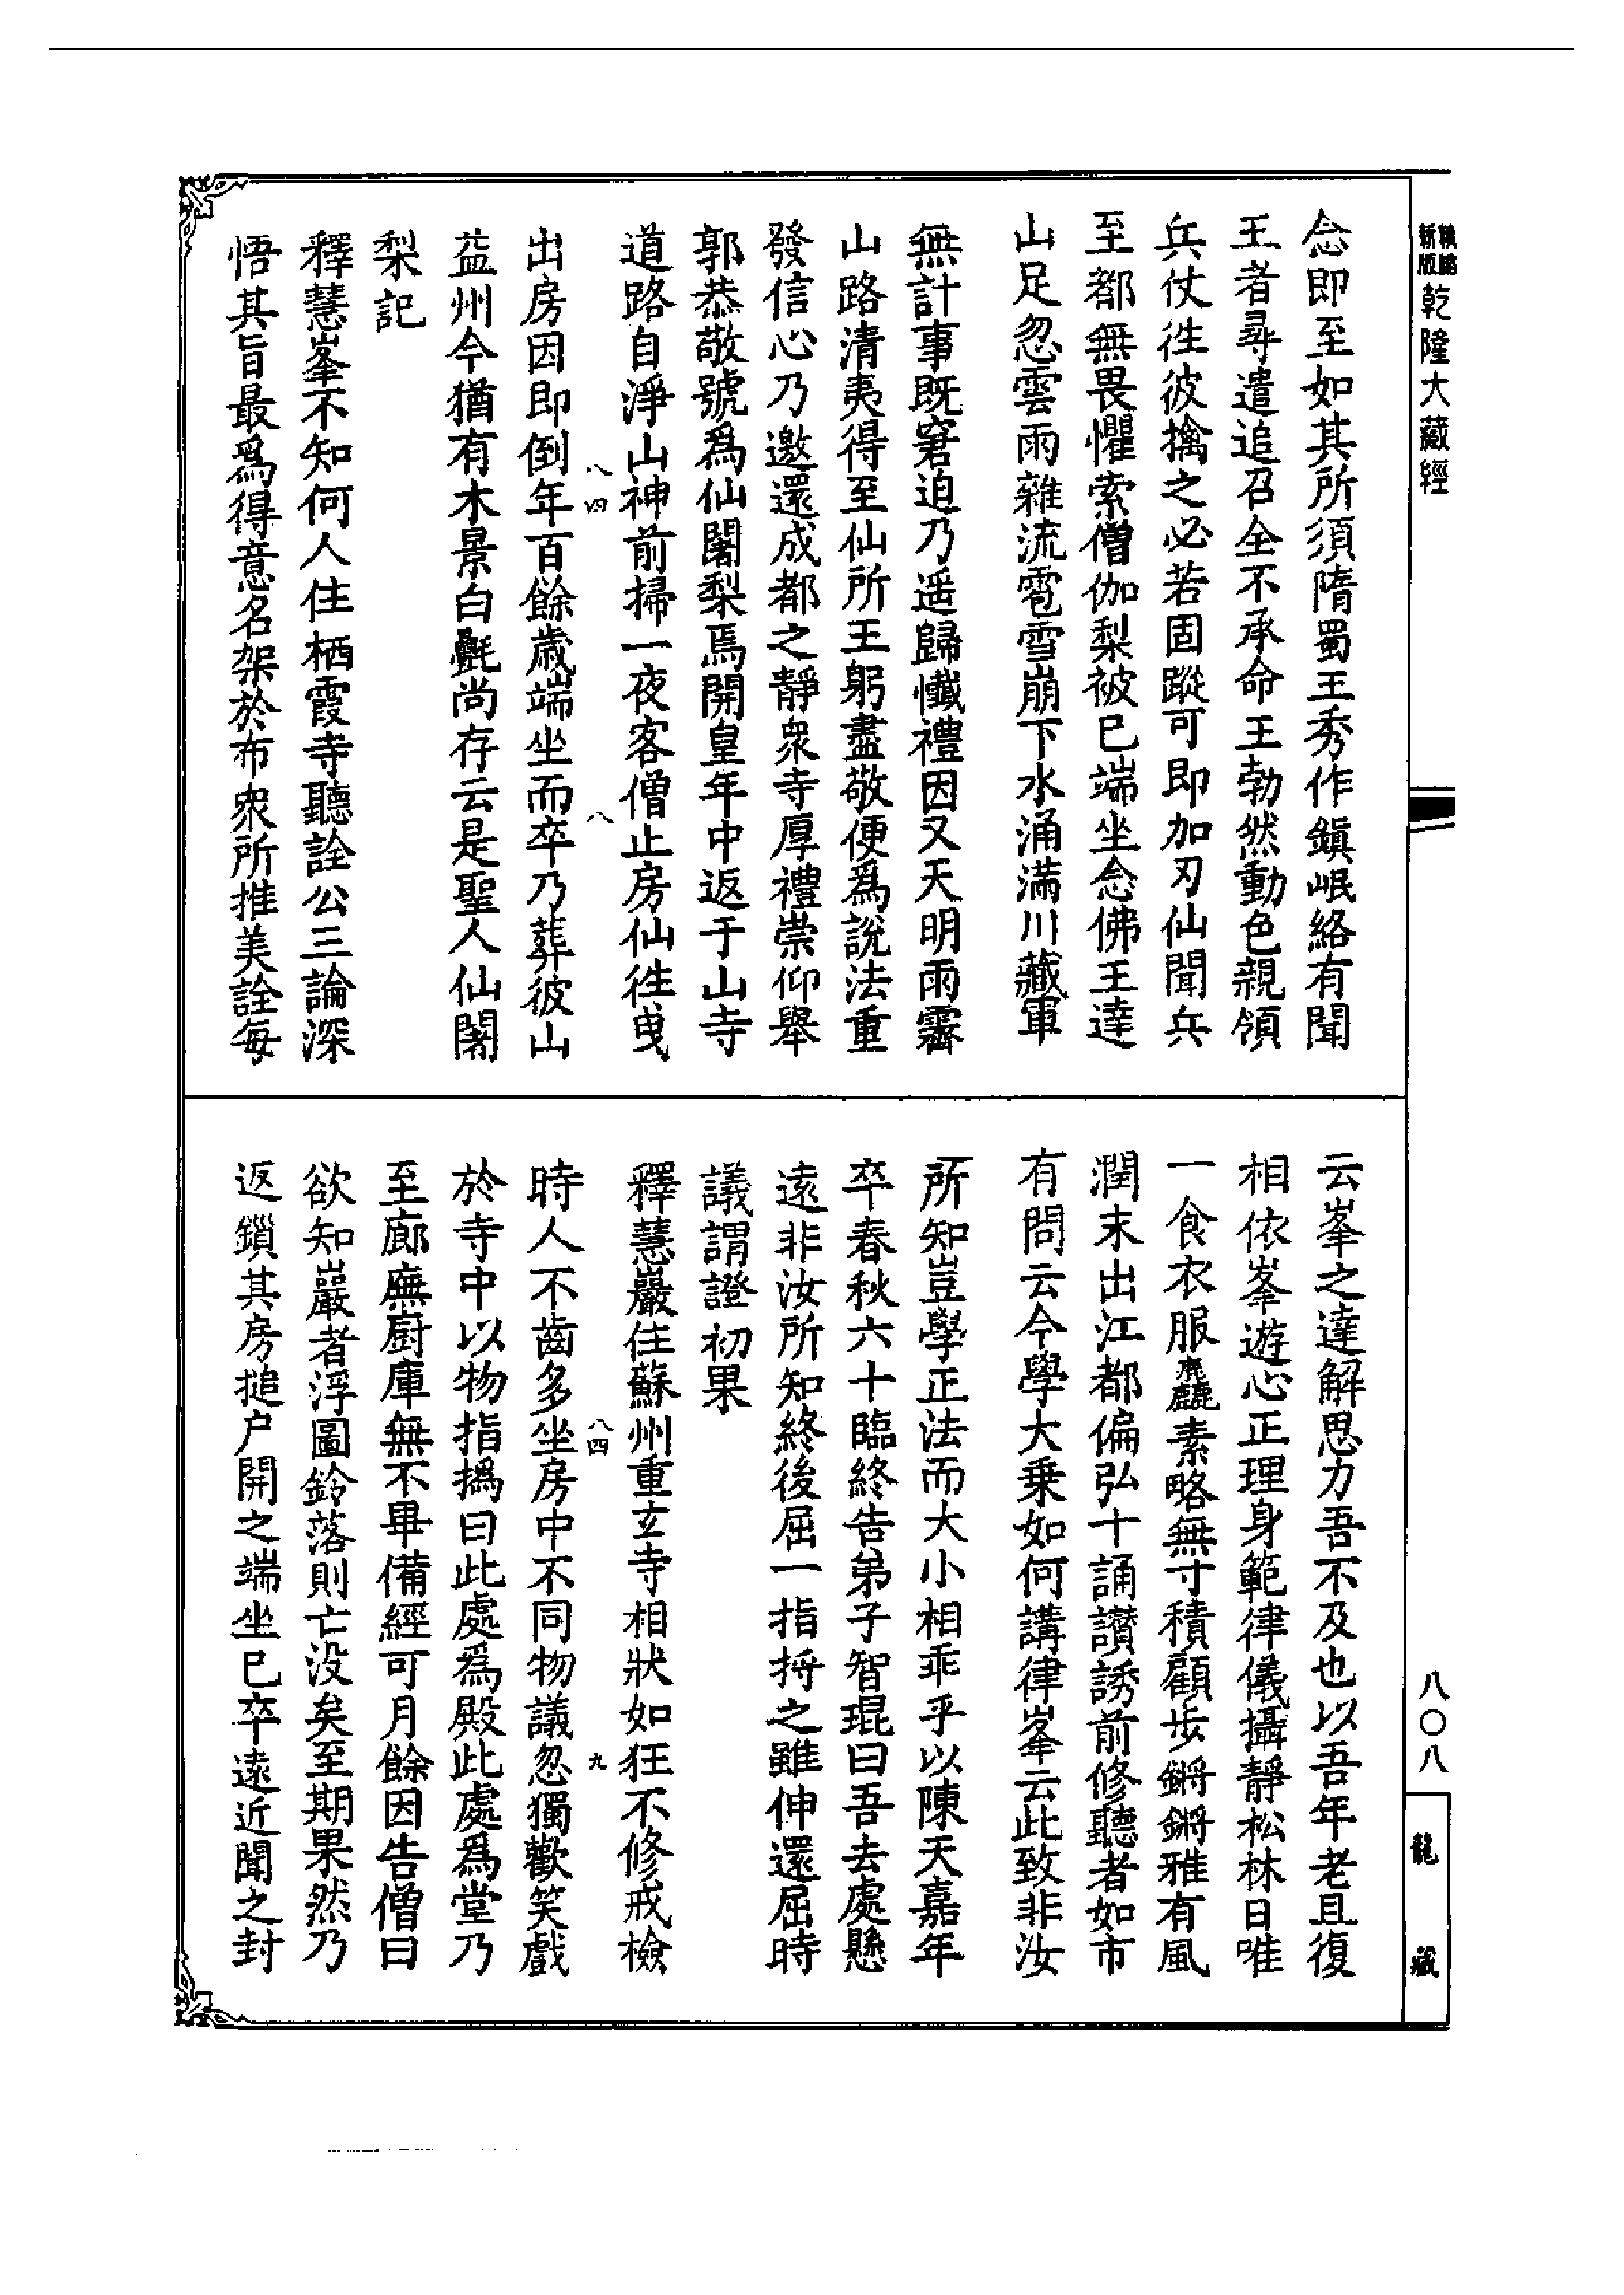 新版
精縮
乾隆大藏經
念即至如其所須隋蜀王秀作鎮岷絡有聞
王者尋遣追召全不承命王勃然動色親領
兵仗往彼擒之必若固蹤可即加刃仙聞兵
至都無畏懼索僧伽梨被已端坐念佛王達
山足忽雲雨雜流雹雪崩下水涌滿川藏軍
無計事既窘迫乃遥歸懺禮因又天明雨霽
山路清夷得至仙所王躬盡敬便爲說法重
發信心乃邀還成都之靜衆寺厚禮崇仰舉
郭恭敬號爲仙闍梨焉開皇年中返于山寺
道路自淨山神前掃一夜客僧止房仙往曳
八四
八
出房因即倒年百餘歲端坐而卒乃葬彼山
益州今猶有木景白㲲尚存云是聖人仙闍
梨記
釋慧峯不知何人住栖霞寺聽詮公三論深
悟其旨最爲得意名架於布衆所推美詮每
云峯之達解思力吾不及也以吾年老且復
相依峯遊心正理身範律儀攝靜松林日唯
一食衣服麤素略無寸積顧步鏘鏘雅有風
潤末出江都偏弘十誦讚誘前修聽者如市
有問云今學大乘如何講律峯云此致非汝
所知豈學正法而大小相乖乎以陳天嘉年
卒春秋六十臨終告弟子智琨曰吾去處懸
遠非汝所知終後屈一指捋之雖伸還屈時
議謂證初果
釋慧巖住蘇州重玄寺相狀如狂不修戒檢
八四
九
時人不齒多坐房中不同物議忽獨歡笑戲
於寺中以物指撝曰此處爲殿此處爲堂乃
至廊廡廚庫無不畢備經可月餘因告僧曰
欲知巖者浮圖鈴落則亡没矣至期果然乃
返鎖其房搥户開之端坐已卒遠近聞之封
八〇八
龍藏